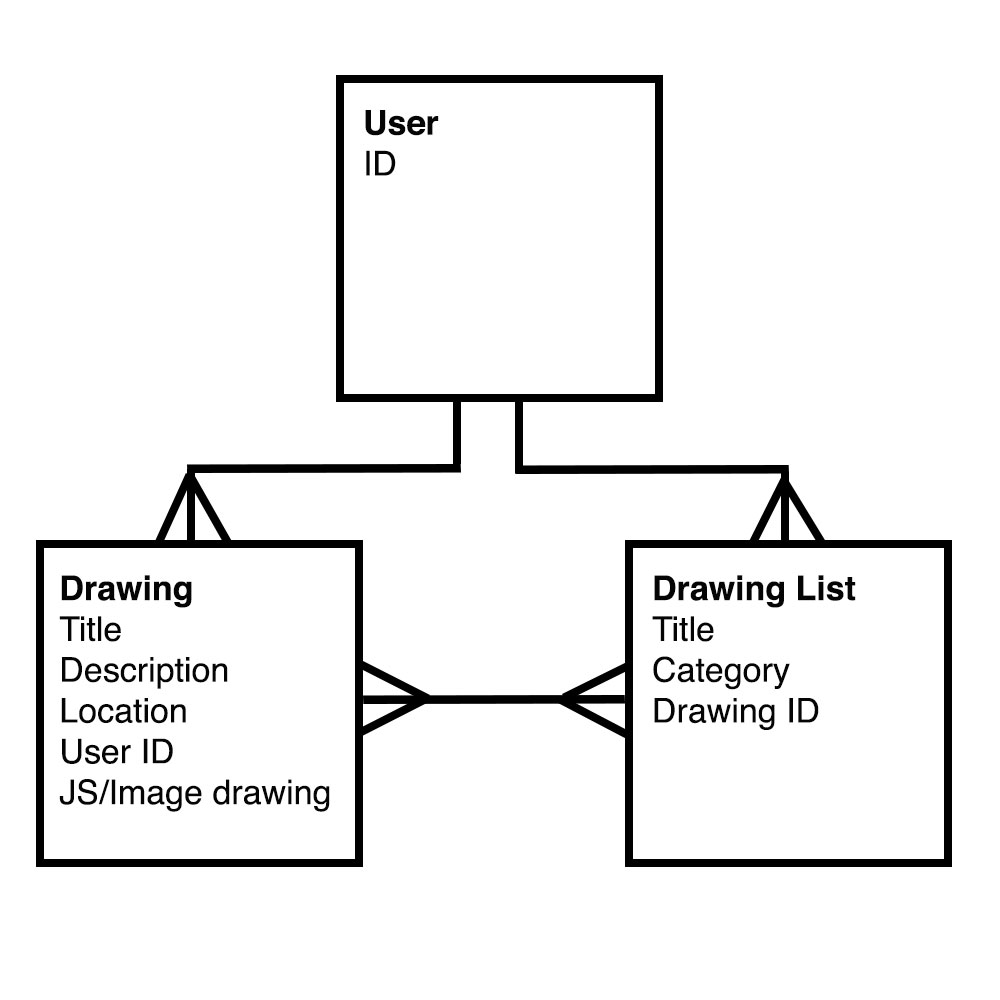 User
ID
Drawing
Title
Description
Location
User ID
JS/Image drawing
Drawing List
Title
Category
Drawing ID